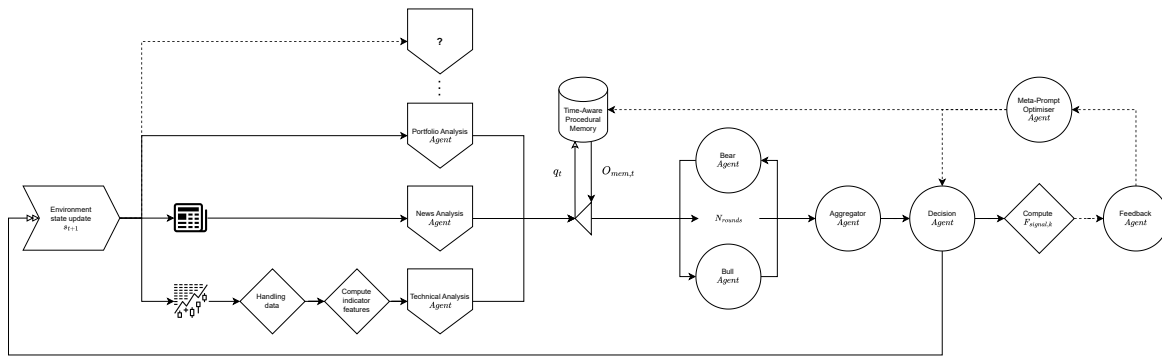 ?
⋮
Portfolio Analysis
Agent
Time-Aware
Procedural
Memory
Meta-Prompt
Optimiser
Agent
Bear
Agent
q_t
O_{mem,t}
Environment
state update
s_{t+1}
News Analysis
Agent
N_{rounds}
Aggregator
Agent
Decision
Agent
Compute
F_{signal,k}
Feedback
Agent
Handling
data
Compute
indicator
features
Technical Analysis
Agent
Bull
Agent